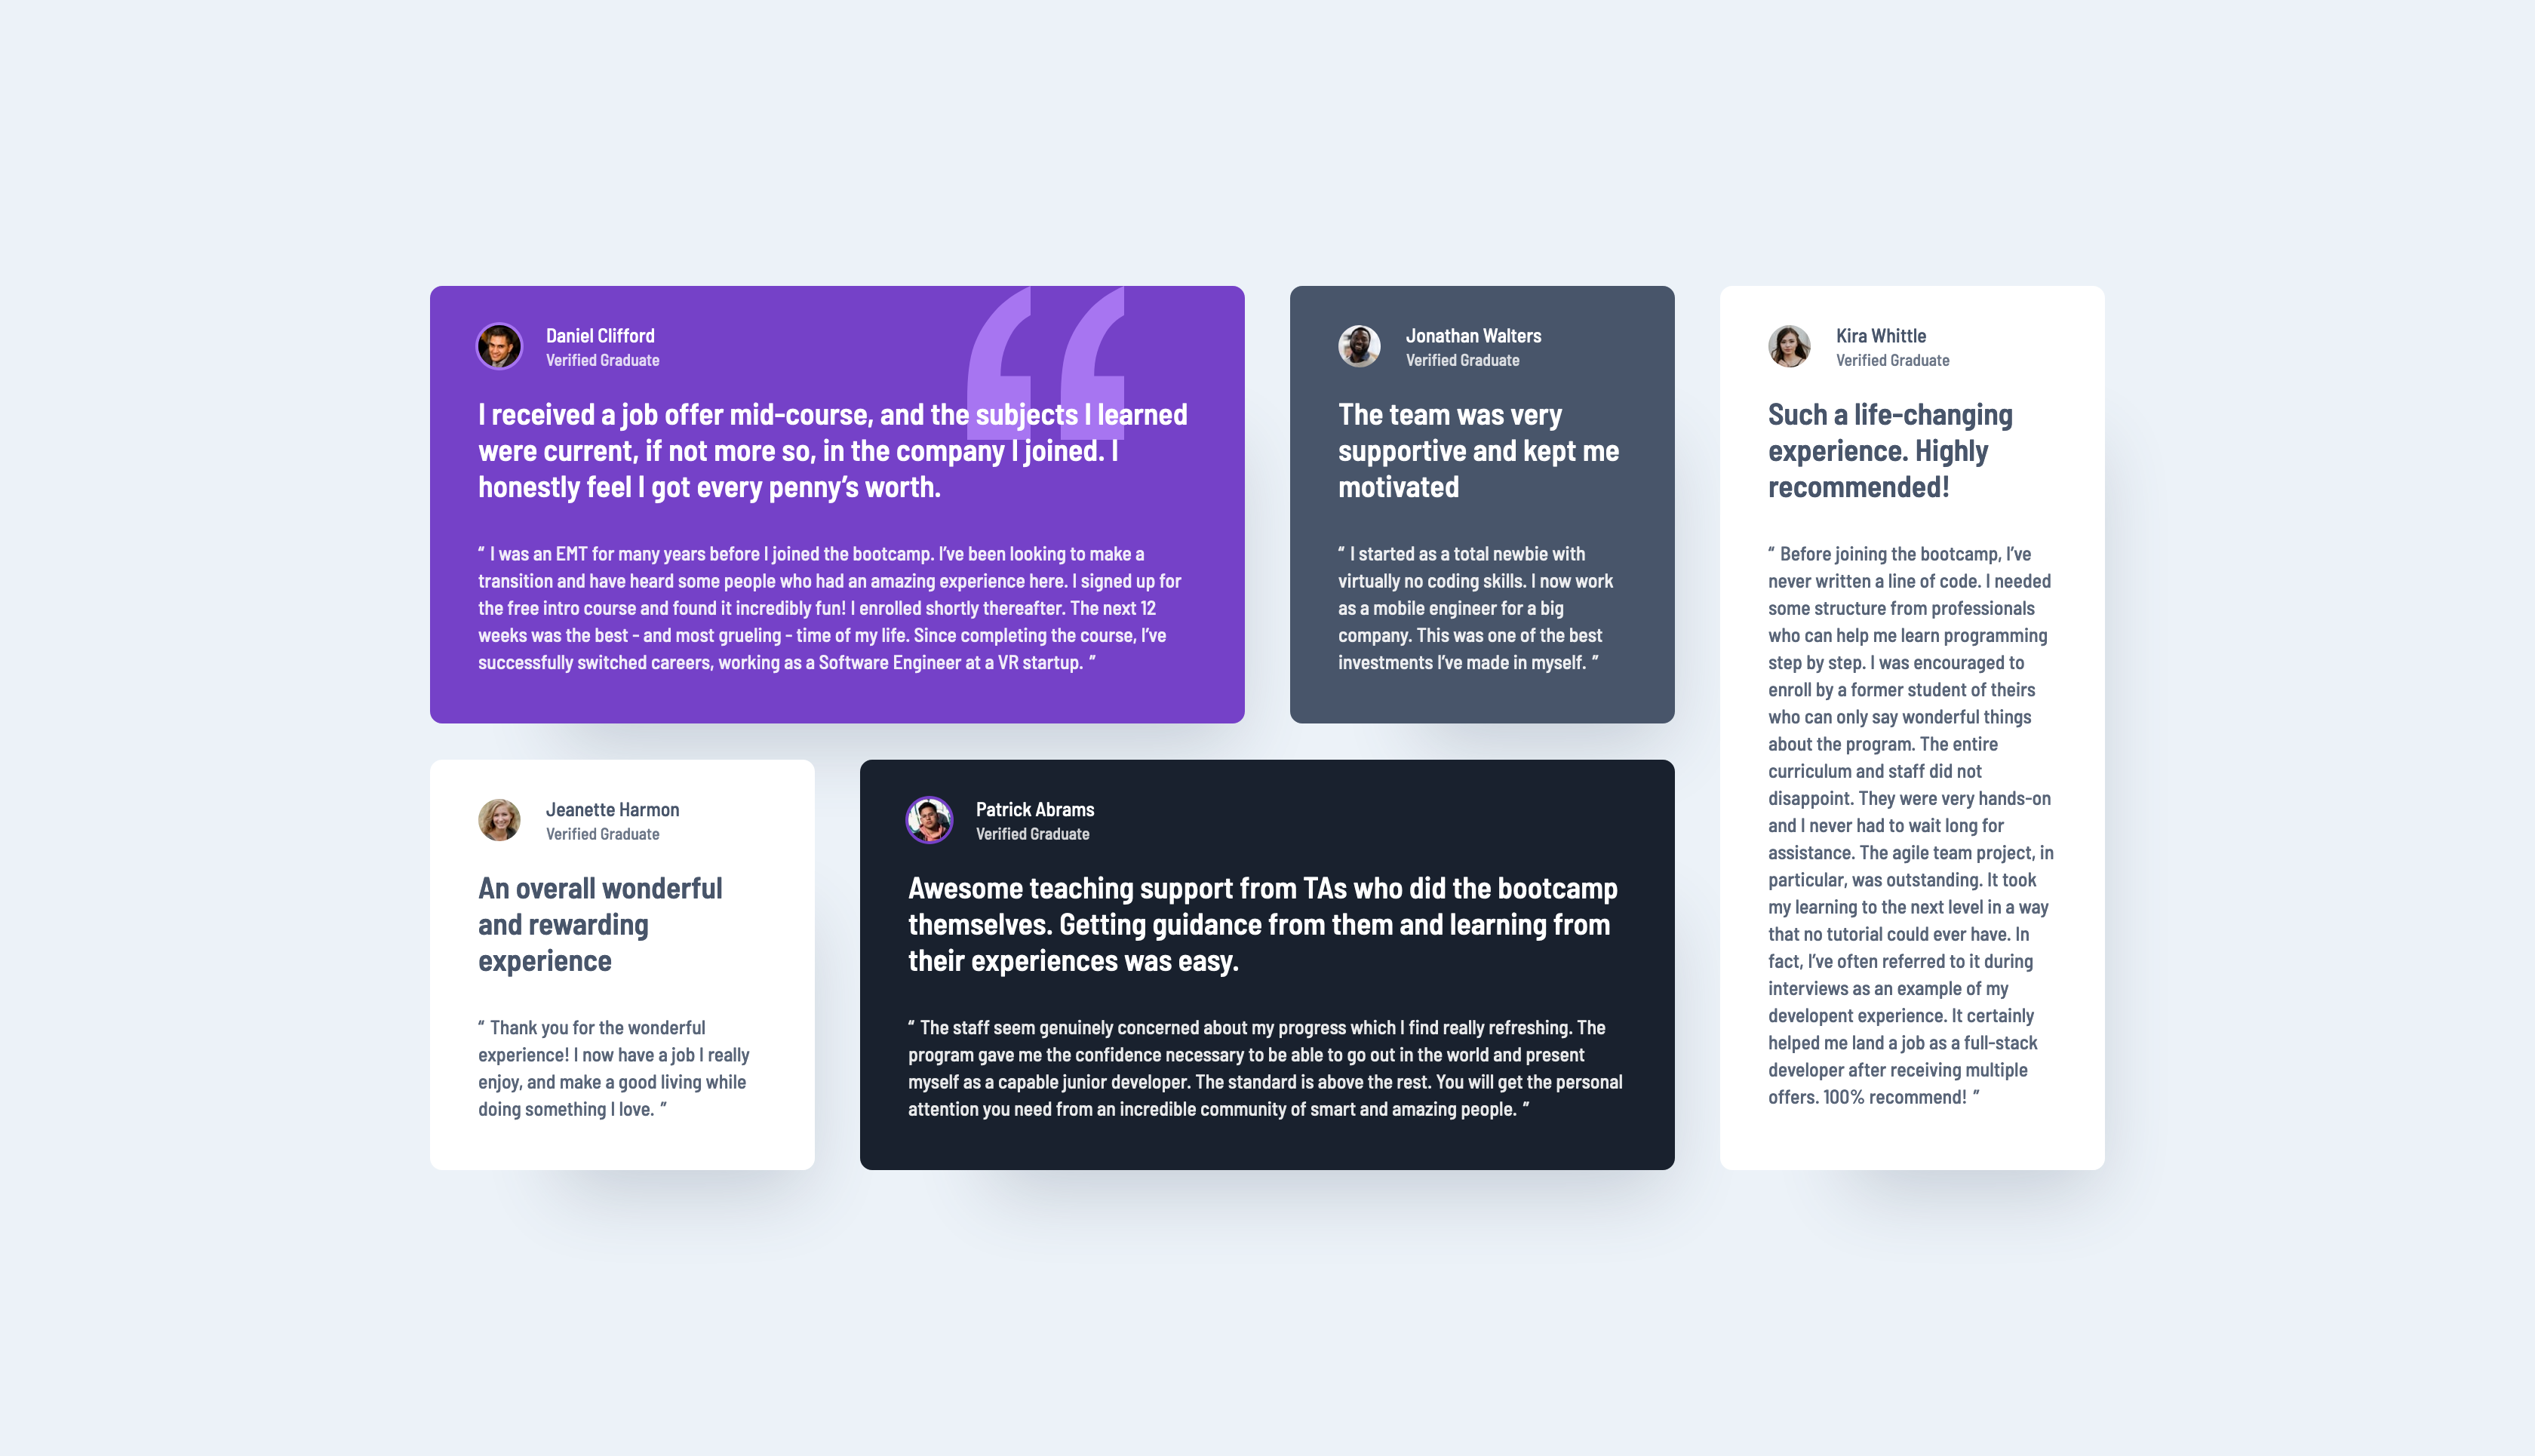 Daniel Clifford
Verified Graduate
I received a job offer mid-course, and the subjects I learned
were current, if not more so, in the company I joined. I
honestly feel I got every penny’s worth.
“ I was an EMT for many years before I joined the bootcamp. I’ve been looking to make a
transition and have heard some people who had an amazing experience here. I signed up for
the free intro course and found it incredibly fun! I enrolled shortly thereafter. The next 12
weeks was the best - and most grueling - time of my life. Since completing the course, I’ve
successfully switched careers, working as a Software Engineer at a VR startup. ”
Jonathan Walters
Verified Graduate
The team was very
supportive and kept me
motivated
“ I started as a total newbie with
virtually no coding skills. I now work
as a mobile engineer for a big
company. This was one of the best
investments I’ve made in myself. ”
Kira Whittle
Verified Graduate
Such a life-changing
experience. Highly
recommended!
“ Before joining the bootcamp, I’ve
never written a line of code. I needed
some structure from professionals
who can help me learn programming
step by step. I was encouraged to
enroll by a former student of theirs
who can only say wonderful things
about the program. The entire
curriculum and staff did not
disappoint. They were very hands-on
and I never had to wait long for
assistance. The agile team project, in
particular, was outstanding. It took
my learning to the next level in a way
that no tutorial could ever have. In
fact, I’ve often referred to it during
interviews as an example of my
developent experience. It certainly
helped me land a job as a full-stack
developer after receiving multiple
offers. 100% recommend! ”
Jeanette Harmon
Verified Graduate
An overall wonderful
and rewarding
experience
“ Thank you for the wonderful
experience! I now have a job I really
enjoy, and make a good living while
doing something I love. ”
Patrick Abrams
Verified Graduate
Awesome teaching support from TAs who did the bootcamp
themselves. Getting guidance from them and learning from
their experiences was easy.
“ The staff seem genuinely concerned about my progress which I find really refreshing. The
program gave me the confidence necessary to be able to go out in the world and present
myself as a capable junior developer. The standard is above the rest. You will get the personal
attention you need from an incredible community of smart and amazing people. ”